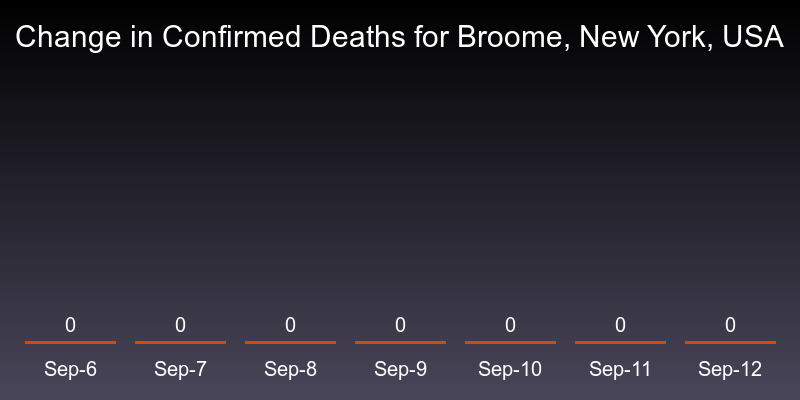 Change in Confirmed Deaths for Broome, New York, USA
0 0 0 0 0 0 0
Sep-6 Sep-7 Sep-8 Sep-9 Sep-10 Sep-11 Sep-12